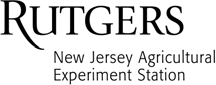 RUTGERS
New Jersey Agricultural
Experiment Station